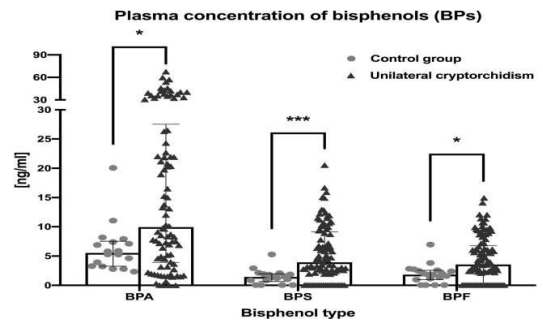 Plasma concentration of bisphenols (BPs)
Control group
Unilateral cryptorchidism
*
***
*
90
60
30
30
25
20
15
10
5
0
[ng/ml]
BPA
BPS
BPF
Bisphenol type